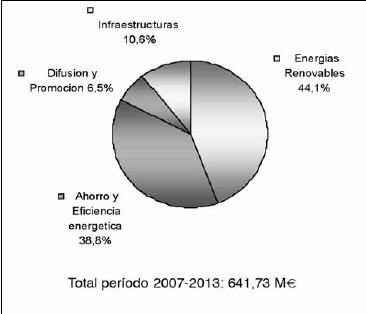 Infraestructuras
10,6%
Difusion y
Promocion 6,5%
Energias
Renovables
44,1%
Ahorro y
Eficiencia
energetica
38,8%
Total período 2007-2013: 641,73 M€